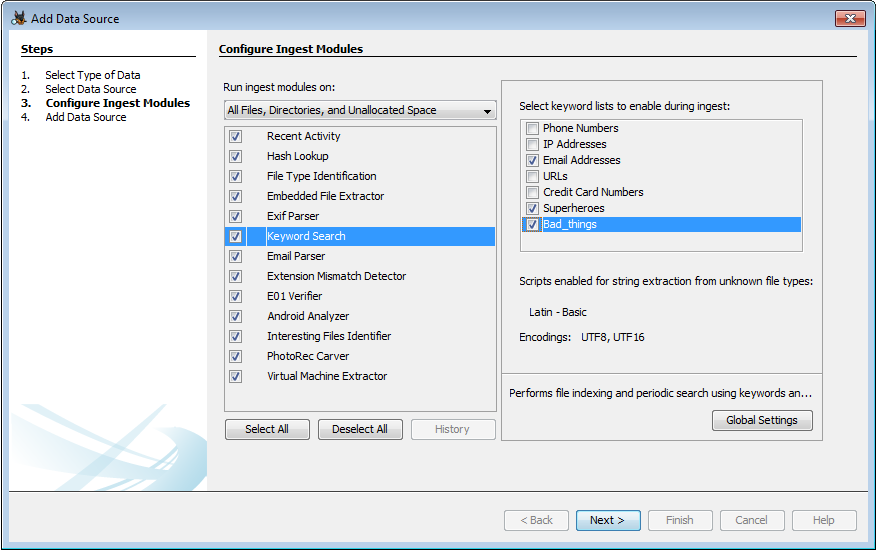 Add Data Source
Steps
1. Select Type of Data
2. Select Data Source
3. Configure Ingest Modules
4. Add Data Source
Configure Ingest Modules
Run ingest modules on:
All Files, Directories, and Unallocated Space
Recent Activity
Hash Lookup
File Type Identification
Embedded File Extractor
Exif Parser
Keyword Search
Email Parser
Extension Mismatch Detector
E01 Verifier
Android Analyzer
Interesting Files Identifier
PhotoRec Carver
Virtual Machine Extractor
Select All
Deselect All
History
Select keyword lists to enable during ingest:
Phone Numbers
IP Addresses
Email Addresses
URLs
Credit Card Numbers
Superheroes
Bad_things
Scripts enabled for string extraction from unknown file types:
Latin - Basic
Encodings: UTF8, UTF16
Performs file indexing and periodic search using keywords an...
Global Settings
< Back
Next >
Finish
Cancel
Help